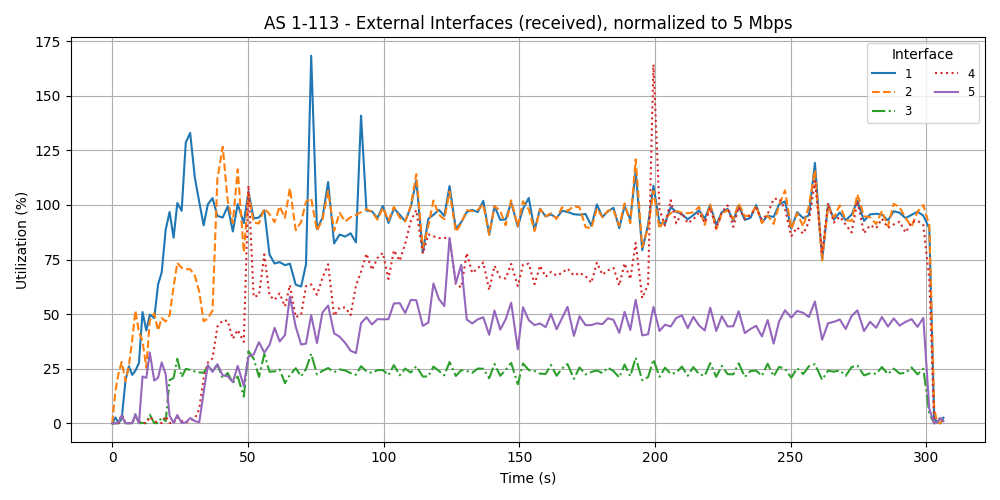 AS 1-113 - External Interfaces (received), normalized to 5 Mbps
Utilization (%)
175
150
125
100
75
50
25
0
0 50 100 150 200 250 300
Time (s)
Interface
1 4
2 5
3